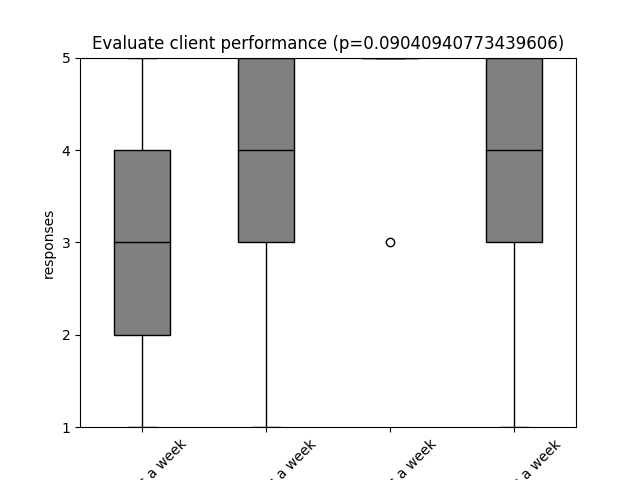 Evaluate client performance (p=0.09040940773439606)
responses
5
4
3
2
1
a week
a week
a week
a week